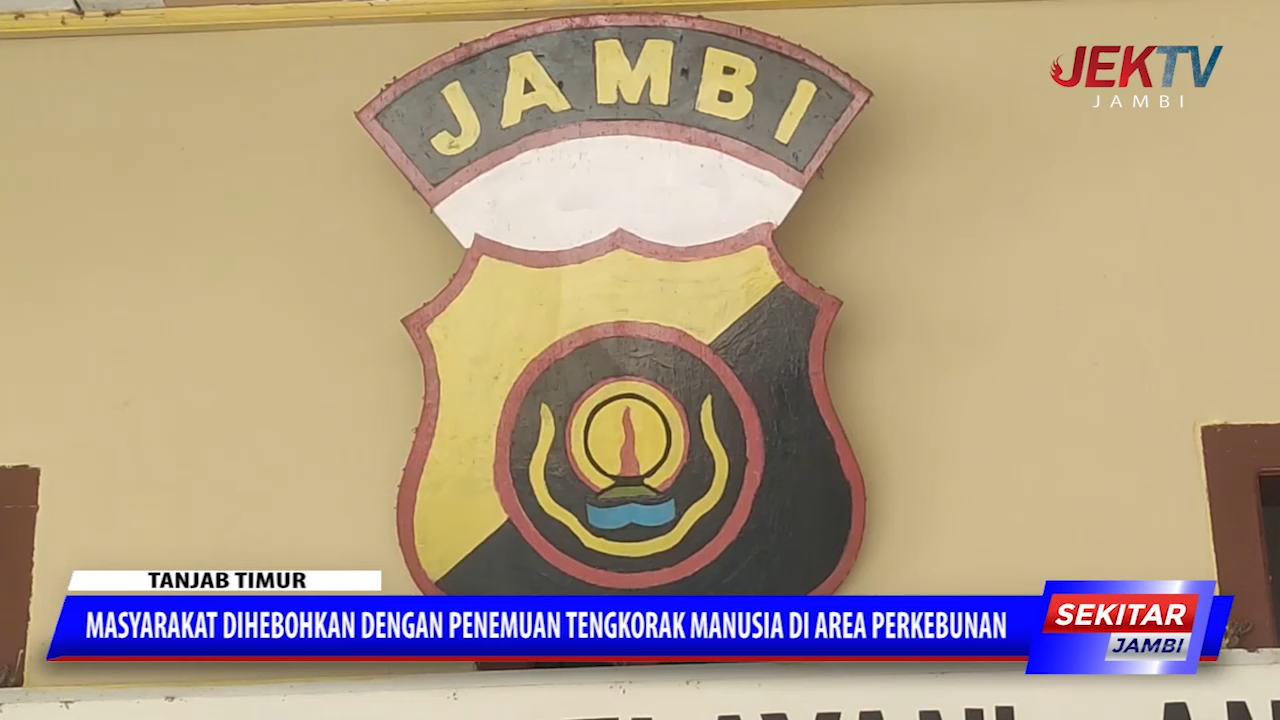 JAMBI
JEKTV
JAMBI
TANJAB TIMUR
MASYARAKAT DIHEBOHKAN DENGAN PENEMUAN TENGKORAK MANUSIA DI AREA PERKEBUNAN
SEKITAR
JAMBI